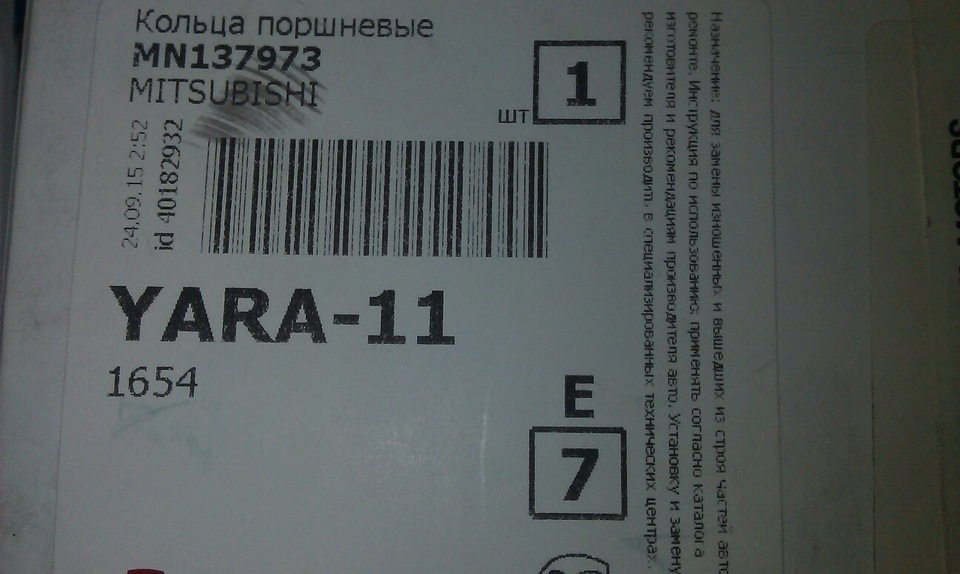 Кольца поршневые
MN137973
MITSUBISHI
шт
1
24.09.15 2:52
id 40182932
YARA-11
1654
E
7
Назначение: для замены изношенных и вышедших из строя частей авто
ремонте. Инструкция по использованию: применять согласно каталога
изготовителя и рекомендациям производителя авто. Установку и замену
рекомендуем производить в специализированных технических центрах.